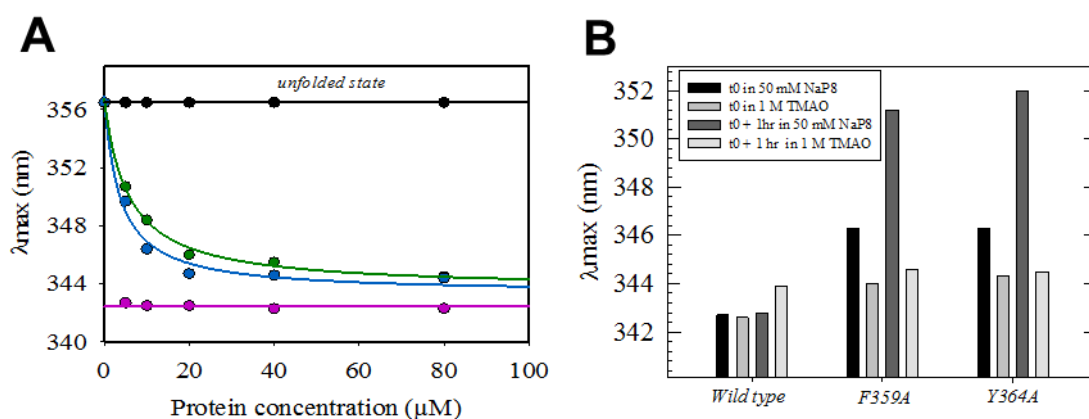 A
unfolded state
356
352
348
344
340
λmax (nm)
0
20
40
60
80
100
Protein concentration (µM)
B
t0 in 50 mM NaP8
t0 in 1 M TMAO
t0 + 1hr in 50 mM NaP8
t0 + 1 hr in 1 M TMAO
352
350
348
346
344
342
λmax (nm)
Wild type
F359A
Y364A